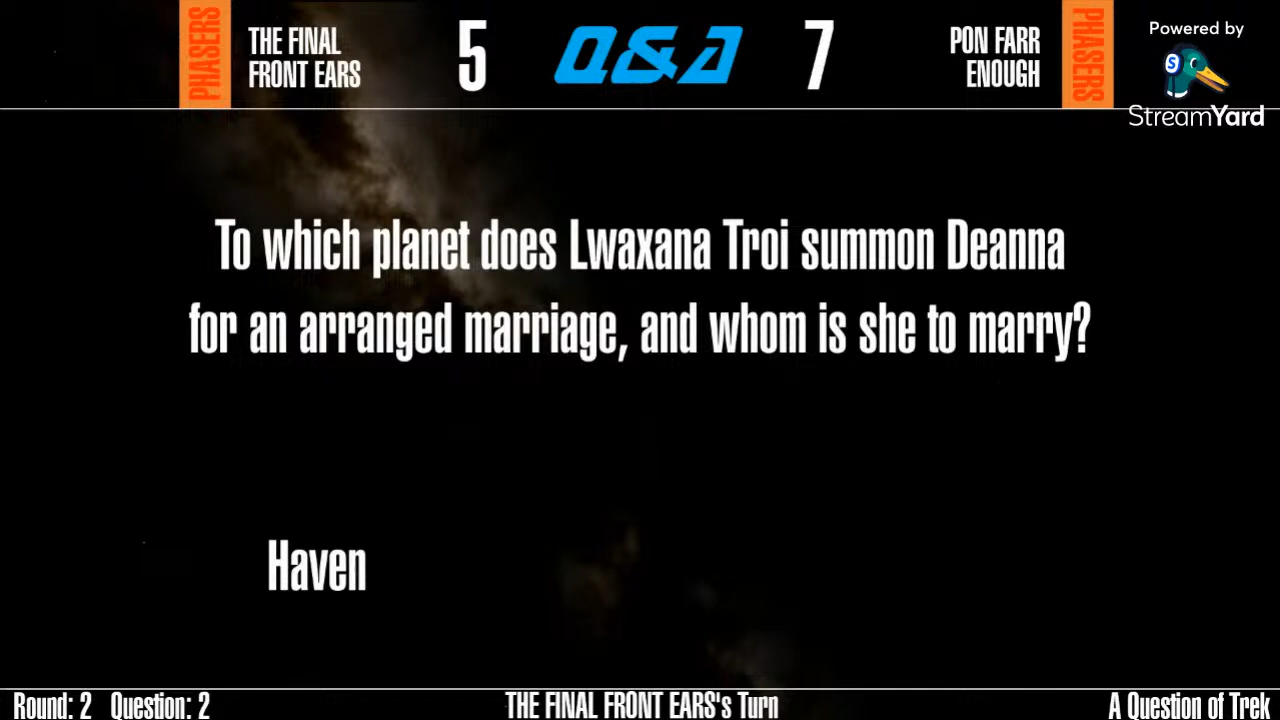 PHASERS
THE FINAL
FRONT EARS
5
Q&A
7
PON FARR
ENOUGH
PHASERS
Powered by
S
StreamYard
To which planet does Lwaxana Troi summon Deanna
for an arranged marriage, and whom is she to marry?
Haven
Round: 2 Question: 2
THE FINAL FRONT EARS's Turn
A Question of Trek